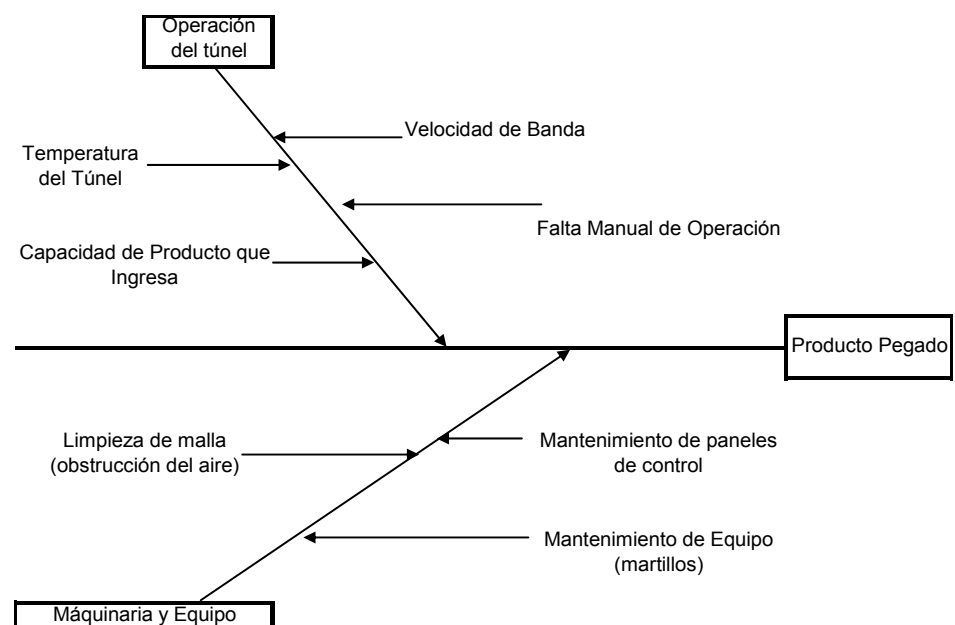 Operación
del túnel
Velocidad de Banda
Temperatura
del Túnel
Falta Manual de Operación
Capacidad de Producto que
Ingresa
Producto Pegado
Limpieza de malla
(obstrucción del aire)
Mantenimiento de paneles
de control
Mantenimiento de Equipo
(martillos)
Máquinaria y Equipo